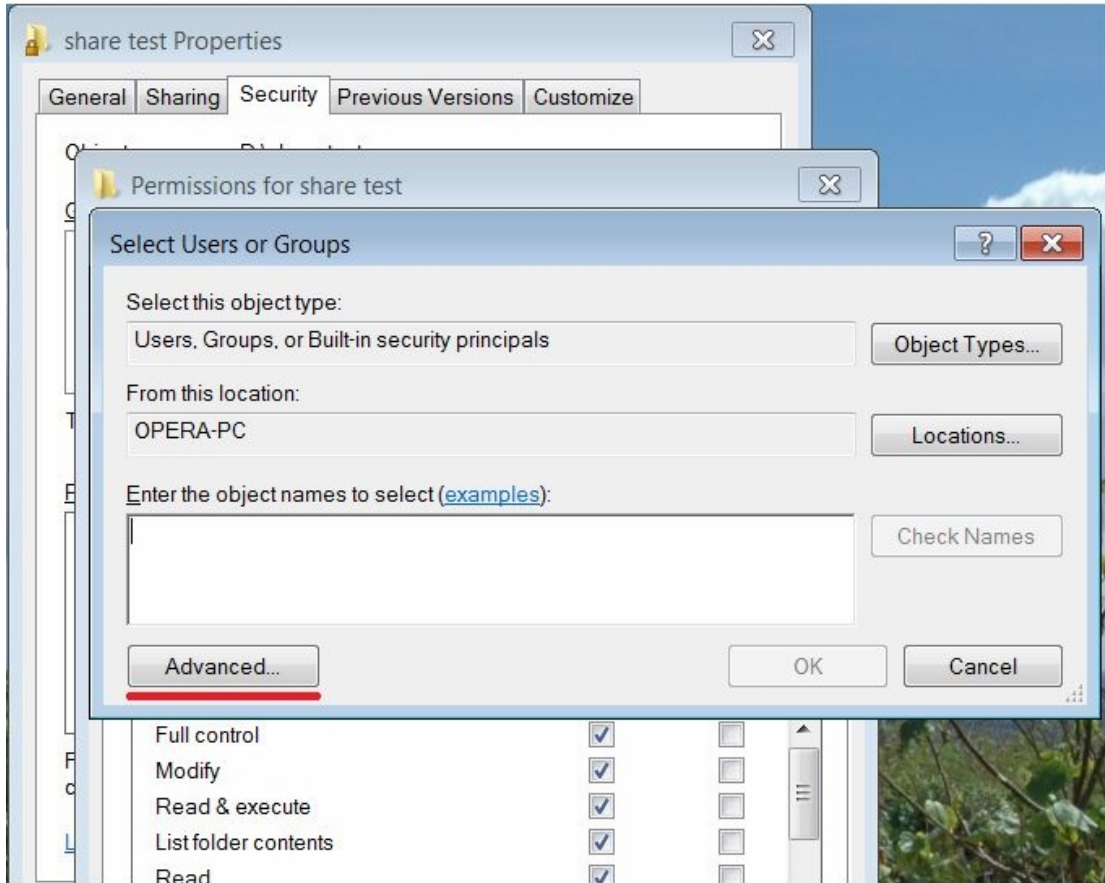 share test Properties
General Sharing Security Previous Versions Customize
Permissions for share test
Select Users or Groups
Select this object type:
Users, Groups, or Built-in security principals
Object Types...
From this location:
OPERA-PC
Locations...
Enter the object names to select (examples):
Check Names
Advanced...
OK Cancel
Full control
Modify
Read & execute
List folder contents
Read